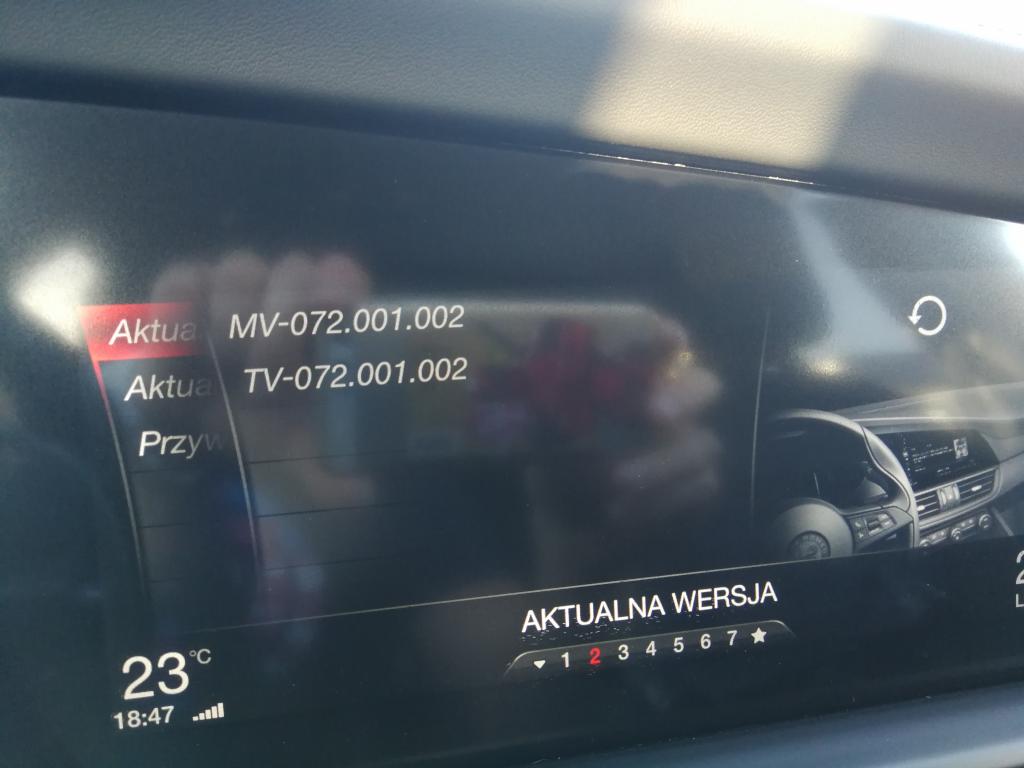 Aktua MV-072.001.002
Aktua TV-072.001.002
Przyw
AKTUALNA WERSJA
1 2 3 4 5 6 7
23 °C
18:47